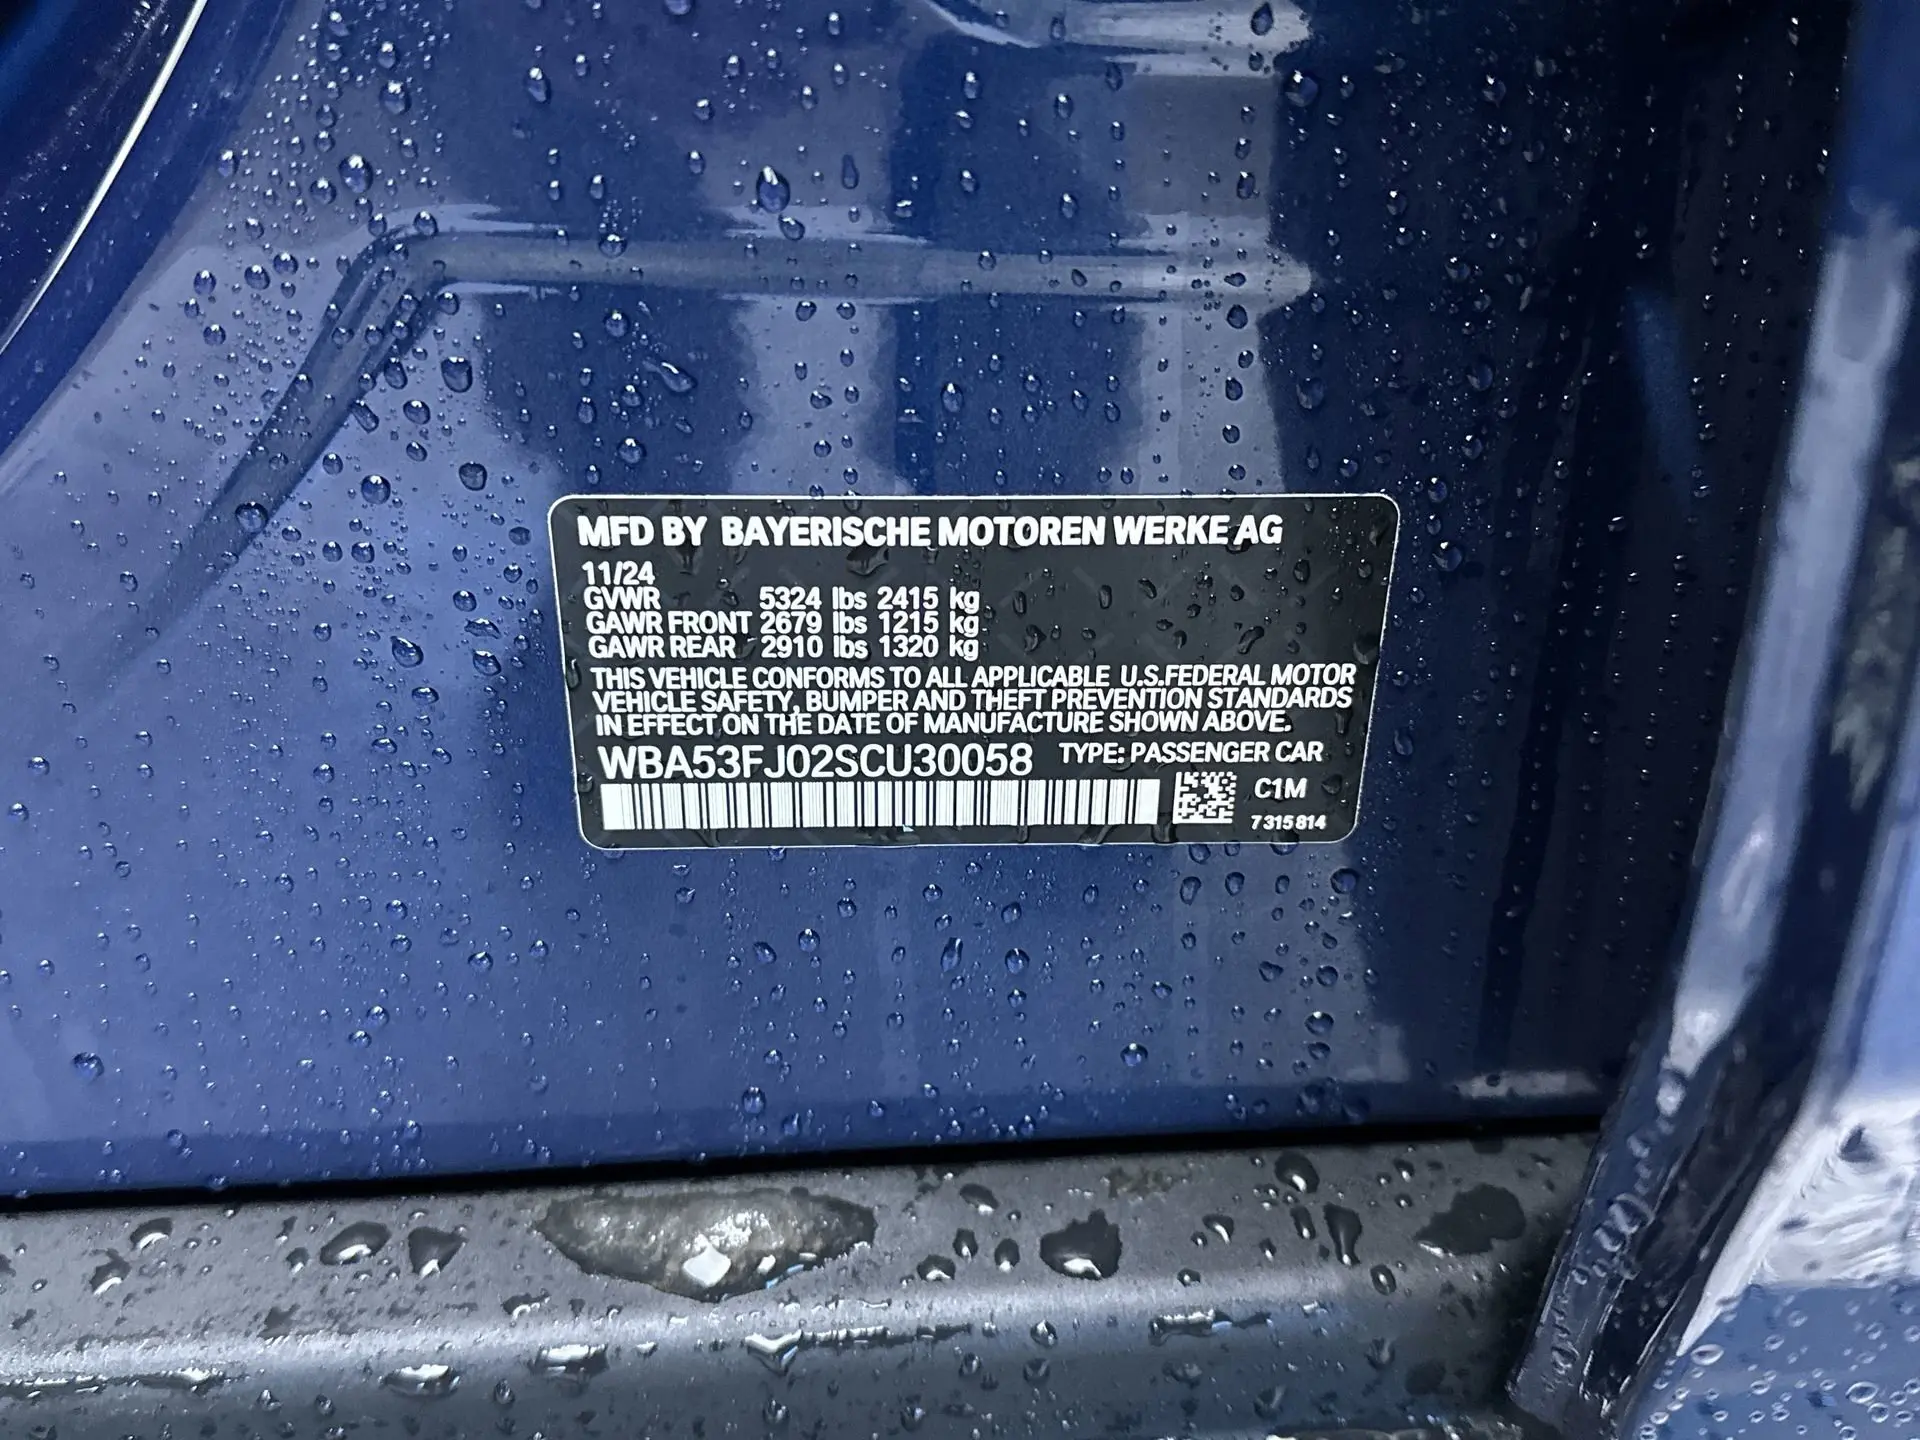 MFD BY BAYERISCHE MOTOREN WERKE AG
11/24
GVWR 5324 lbs 2415 kg
GAWR FRONT 2679 lbs 1215 kg
GAWR REAR 2910 lbs 1320 kg
THIS VEHICLE CONFORMS TO ALL APPLICABLE U.S.FEDERAL MOTOR
VEHICLE SAFETY, BUMPER AND THEFT PREVENTION STANDARDS
IN EFFECT ON THE DATE OF MANUFACTURE SHOWN ABOVE.
WBA53FJ02SCU30058 TYPE: PASSENGER CAR
C1M
7315814